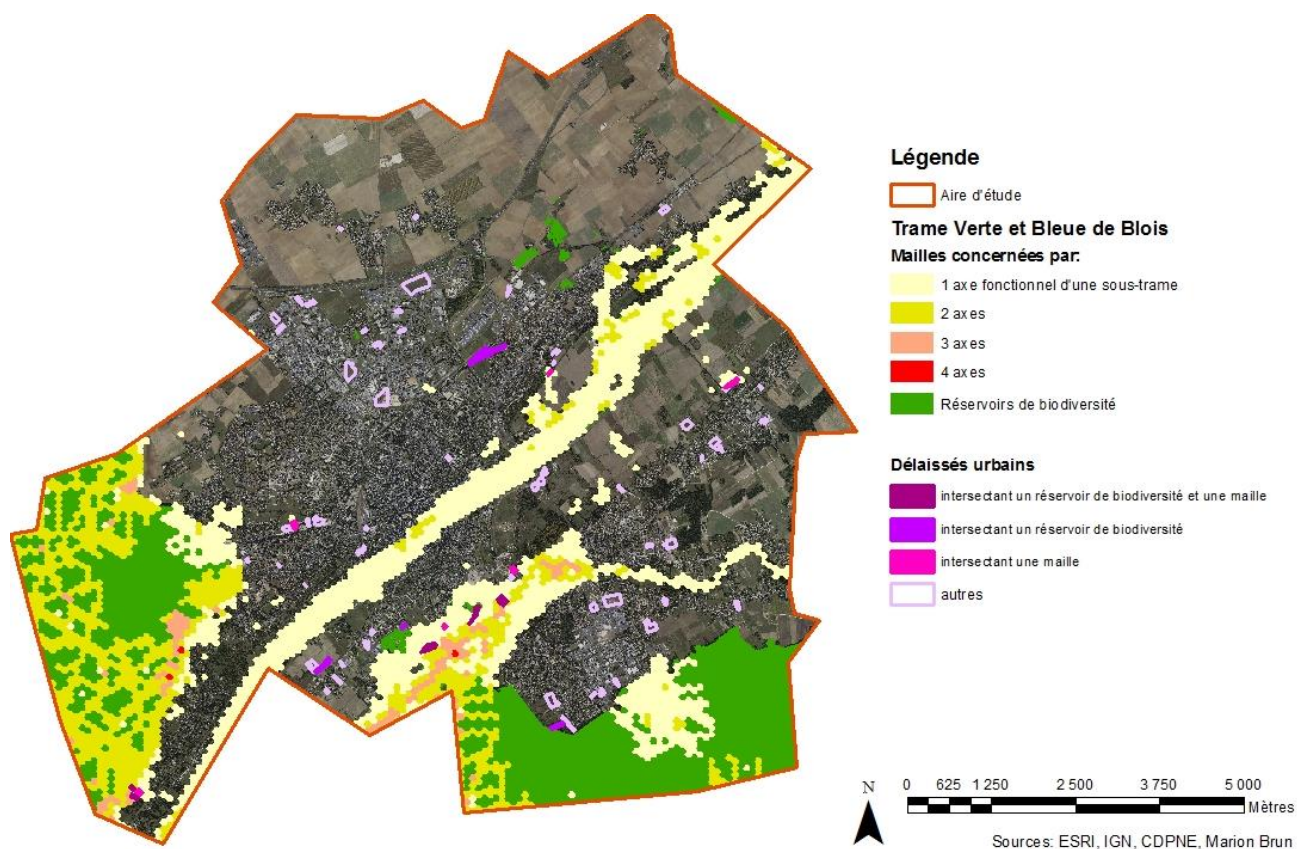 Légende
Aire d'étude
Trame Verte et Bleue de Blois
Mailles concernées par:
1 axe fonctionnel d'une sous-trame
2 axes
3 axes
4 axes
Réservoirs de biodiversité
Délaissés urbains
intersectant un réservoir de biodiversité et une maille
intersectant un réservoir de biodiversité
intersectant une maille
autres
N
0 625 1 250 2 500 3 750 5 000
Mètres
Sources: ESRI, IGN, CDPNE, Marion Brun